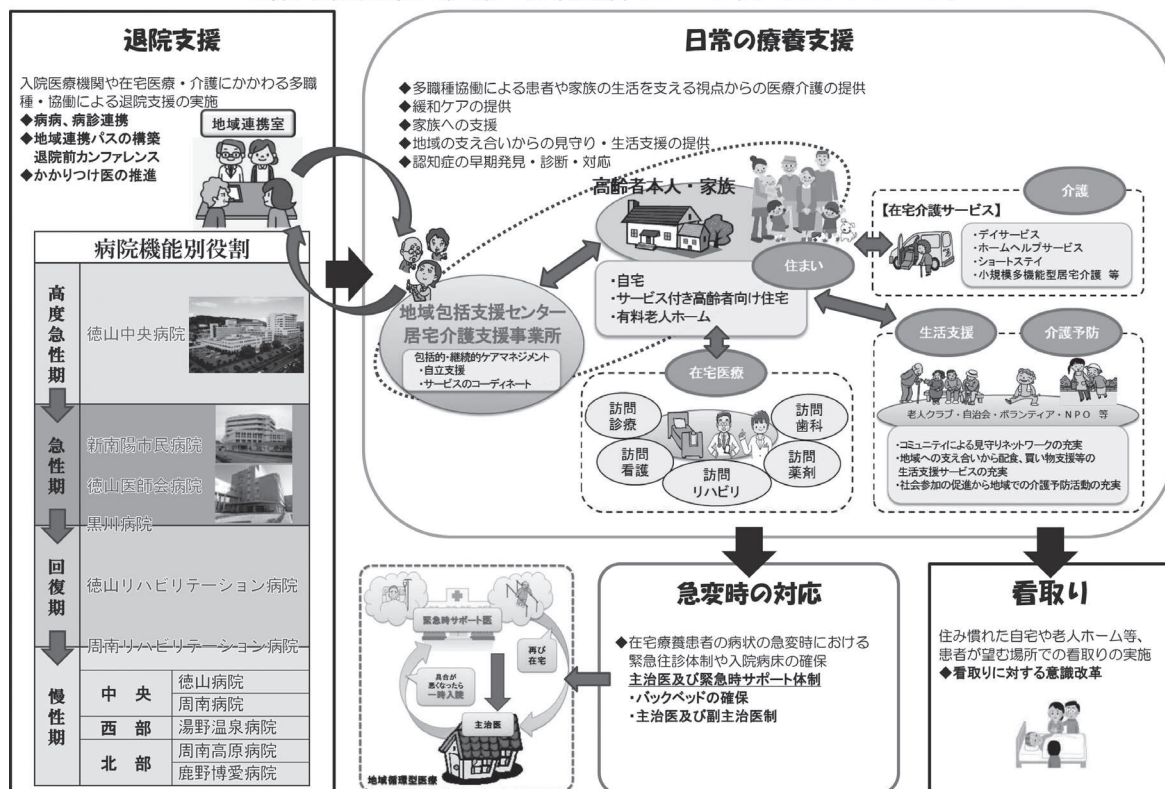 退院支援
入院医療機関や在宅医療・介護にかかわる多職
種・協働による退院支援の実施
◆病病、病診連携
◆地域連携パスの構築
退院前カンファレンス
◆かかりつけ医の推進
地域連携室
病院機能別役割
高度急性期
徳山中央病院
急性期
新南陽市民病院
徳山医師会病院
黒川病院
回復期
徳山リハビリテーション病院
周南リハビリテーション病院
慢性期
中央
徳山病院
周南病院
西部
湯野温泉病院
北部
周南高原病院
鹿野博愛病院
日常の療養支援
◆多職種協働による患者や家族の生活を支える視点からの医療介護の提供
◆緩和ケアの提供
◆家族への支援
◆地域の支え合いからの見守り・生活支援の提供
◆認知症の早期発見・診断・対応
高齢者本人・家族
住まい
・自宅
・サービス付き高齢者向け住宅
・有料老人ホーム
地域包括支援センター
居宅介護支援事業所
包括的・継続的ケアマネジメント
・自立支援
・サービスのコーディネート
介護
【在宅介護サービス】
・デイサービス
・ホームヘルプサービス
・ショートステイ
・小規模多機能型居宅介護 等
在宅医療
訪問
診療
訪問
看護
訪問
リハビリ
訪問
薬剤
訪問
歯科
生活支援
介護予防
老人クラブ・自治会・ボランティア・NPO 等
・コミュニティによる見守りネットワークの充実
・地域への支え合いから配食、買い物支援等の
生活支援サービスの充実
・社会参加の促進から地域での介護予防活動の充実
緊急時サポート医
再び
在宅
具合が
悪くなったら
一時入院
主治医
地域循環型医療
急変時の対応
◆在宅療養患者の病状の急変時における
緊急往診体制や入院病床の確保
主治医及び緊急時サポート体制
・バックベッドの確保
・主治医及び副主治医制
看取り
住み慣れた自宅や老人ホーム等、
患者が望む場所での看取りの実施
◆看取りに対する意識改革